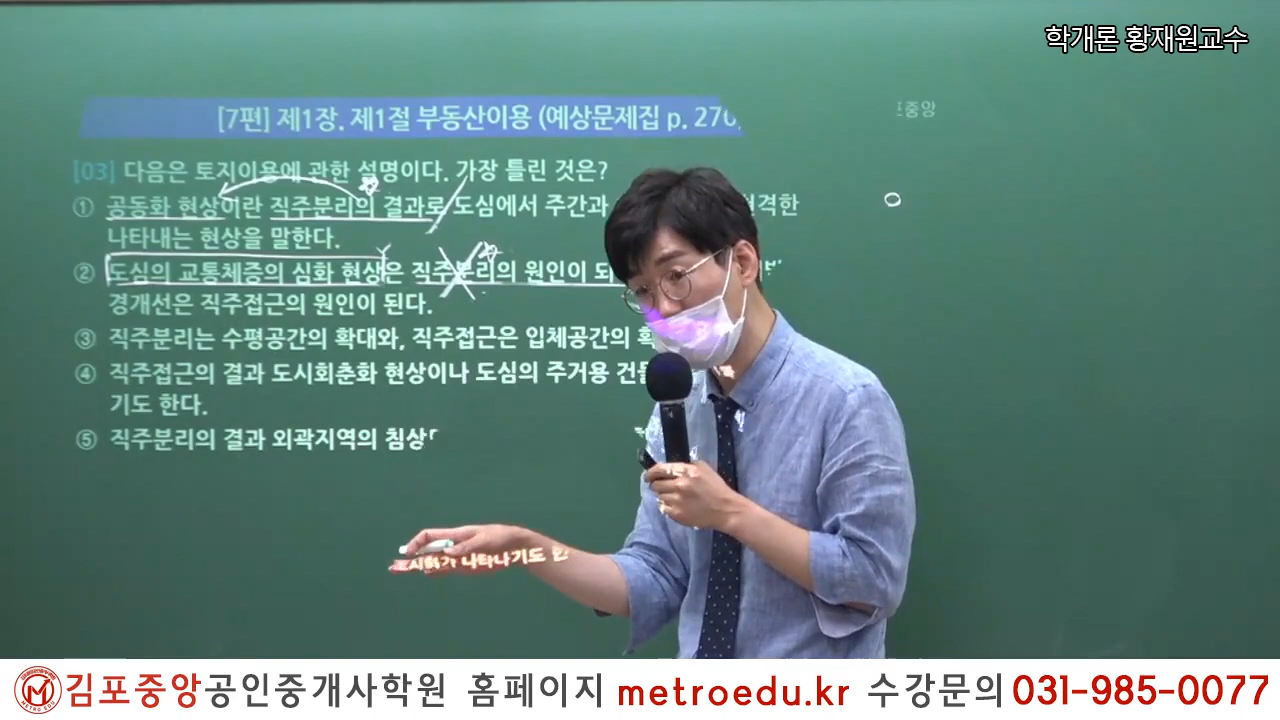 학개론 황재원교수
[7편] 제1장. 제1절 부동산이용 (예상문제집 p. 270
중앙
[03] 다음은 토지이용에 관한 설명이다. 가장 틀린 것은?
① 공동화 현상이란 직주분리의 결과로 도심에서 주간과
나타내는 현상을 말한다.
② 도심의 교통체증의 심화 현상은 직주분리의 원인이 되
경개선은 직주접근의 원인이 된다.
③ 직주분리는 수평공간의 확대와, 직주접근은 입체공간의
④ 직주접근의 결과 도시회춘화 현상이나 도심의 주거용 건물
기도 한다.
⑤ 직주분리의 결과 외곽지역의 침상
나타나기도
METRO EDU
김포중앙공인중개사학원 홈페이지 metroedu.kr 수강문의 031-985-0077